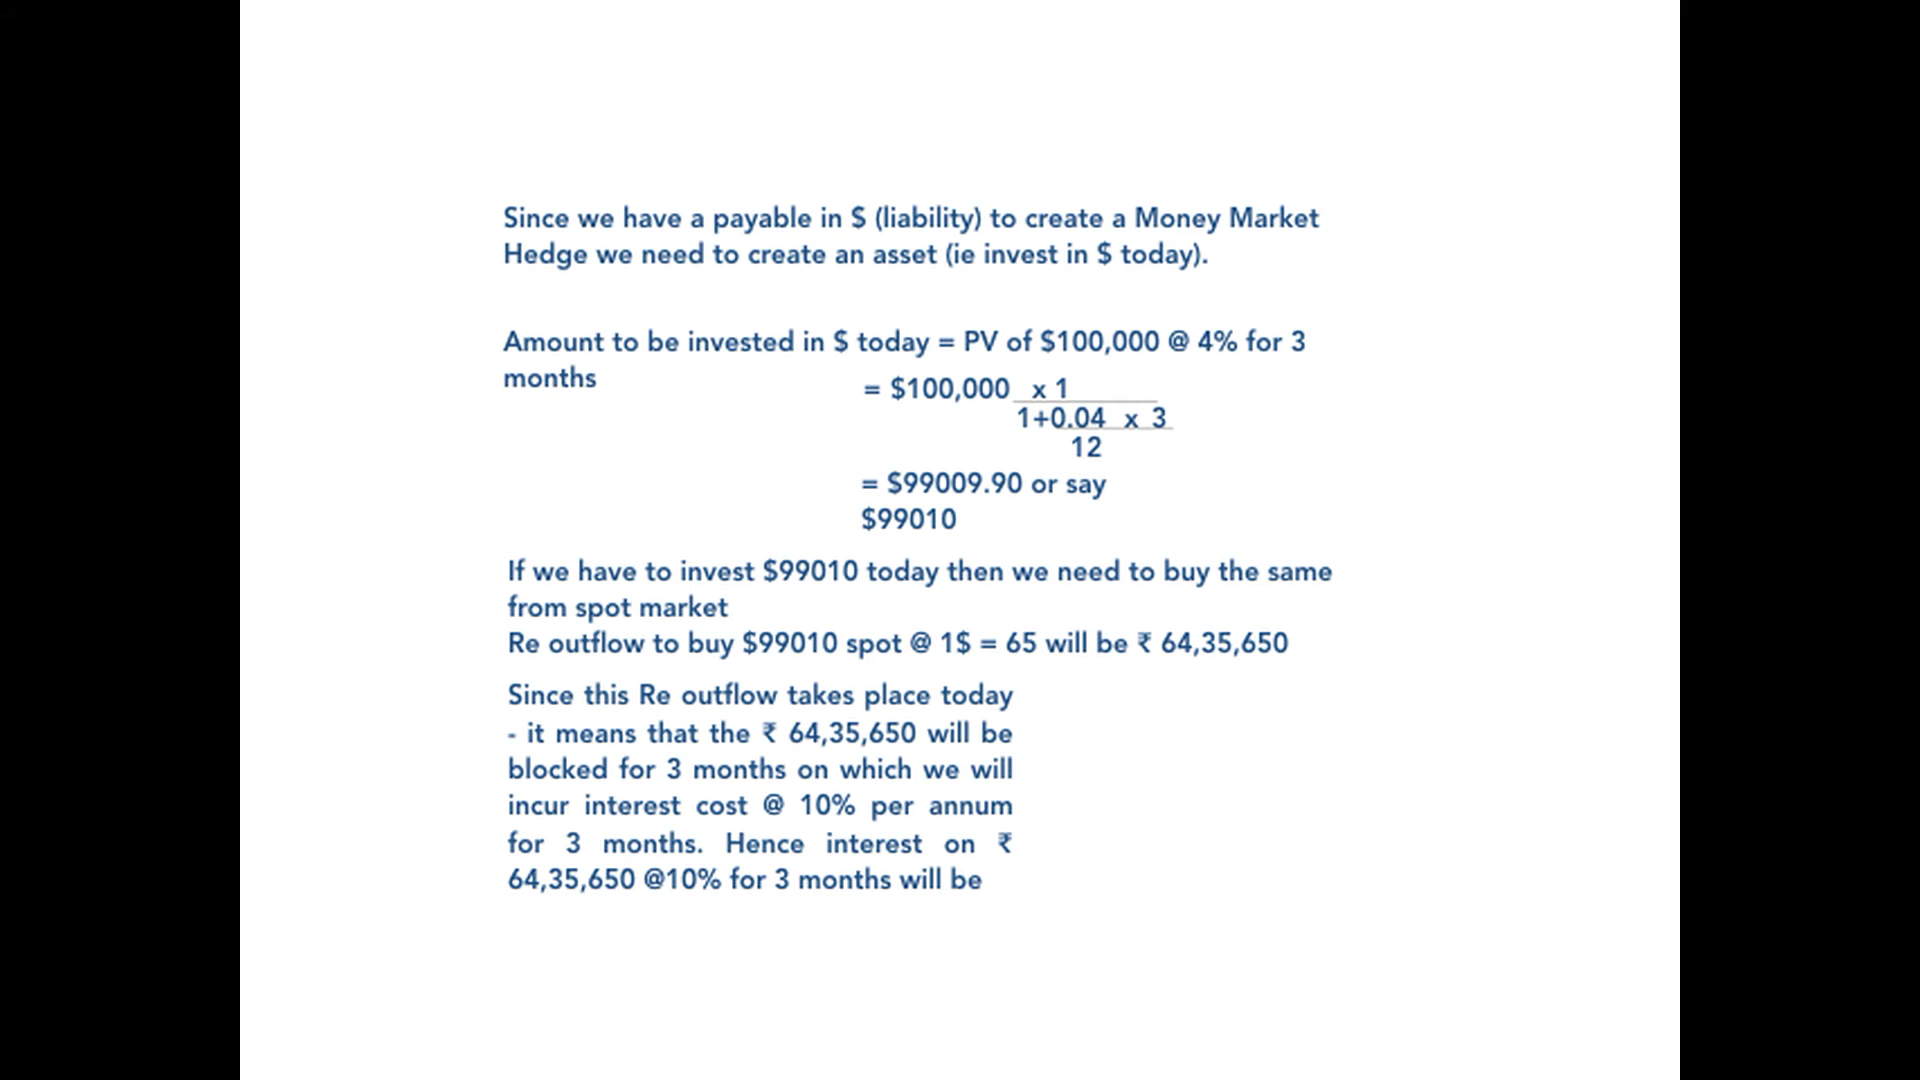 Since we have a payable in $ (liability) to create a Money Market
Hedge we need to create an asset (ie invest in $ today).
Amount to be invested in $ today = PV of $100,000 @ 4% for 3
months
= $100,000 x 1
1+0.04 x 3
12
= $99009.90 or say
$99010
If we have to invest $99010 today then we need to buy the same
from spot market
Re outflow to buy $99010 spot @ 1$ = 65 will be ₹ 64,35,650
Since this Re outflow takes place today
- it means that the ₹ 64,35,650 will be
blocked for 3 months on which we will
incur interest cost @ 10% per annum
for 3 months. Hence interest on ₹
64,35,650 @10% for 3 months will be